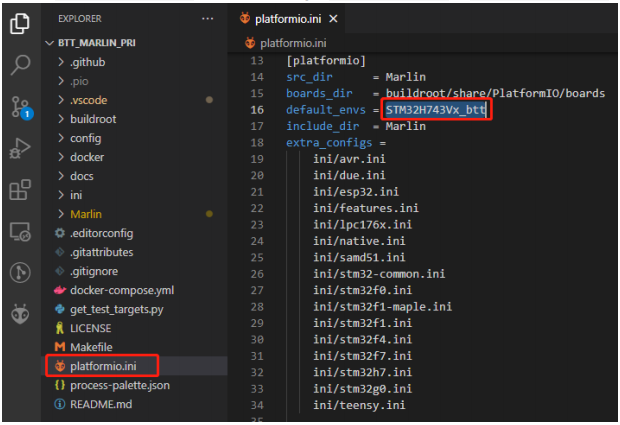 EXPLORER
...
BTT_MARLIN_PRI
.github
.pio
.vscode
buildroot
config
docker
docs
ini
Marlin
.editorconfig
.gitattributes
.gitignore
docker-compose.yml
get_test_targets.py
LICENSE
Makefile
platformio.ini
process-palette.json
README.md
1
platformio.ini
platformio.ini
13 [platformio]
14 src_dir = Marlin
15 boards_dir = buildroot/share/PlatformIO/boards
16 default_envs = STM32H743Vx_btt
17 include_dir = Marlin
18 extra_configs =
19 ini/avr.ini
20 ini/due.ini
21 ini/esp32.ini
22 ini/features.ini
23 ini/lpc176x.ini
24 ini/native.ini
25 ini/samd51.ini
26 ini/stm32-common.ini
27 ini/stm32f0.ini
28 ini/stm32f1-maple.ini
29 ini/stm32f1.ini
30 ini/stm32f4.ini
31 ini/stm32f7.ini
32 ini/stm32h7.ini
33 ini/stm32g0.ini
34 ini/teensy.ini
35